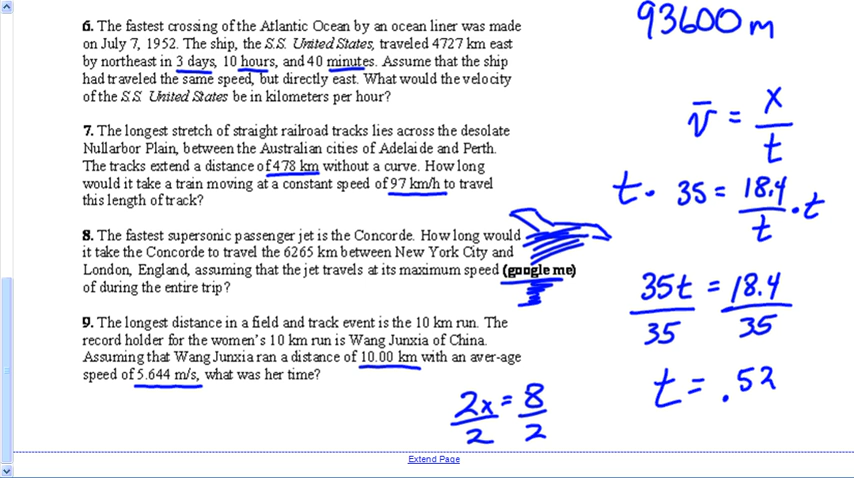 6. The fastest crossing of the Atlantic Ocean by an ocean liner was made
on July 7, 1952. The ship, the S.S. United States, traveled 4727 km east
by northeast in 3 days, 10 hours, and 40 minutes. Assume that the ship
had traveled the same speed, but directly east. What would the velocity
of the S.S. United States be in kilometers per hour?
7. The longest stretch of straight railroad tracks lies across the desolate
Nullarbor Plain, between the Australian cities of Adelaide and Perth.
The tracks extend a distance of 478 km without a curve. How long
would it take a train moving at a constant speed of 97 km/h to travel
this length of track?
8. The fastest supersonic passenger jet is the Concorde. How long would
it take the Concorde to travel the 6265 km between New York City and
London, England, assuming that the jet travels at its maximum speed (google me)
of during the entire trip?
9. The longest distance in a field and track event is the 10 km run. The
record holder for the women's 10 km run is Wang Junxia of China.
Assuming that Wang Junxia ran a distance of 10.00 km with an aver-age
speed of 5.644 m/s, what was her time?
2x = 8
2 2
93600 m
v̄ = x
t
t · 35 = 18.4 · t
t
35t = 18.4
35 35
t = .52
Extend Page